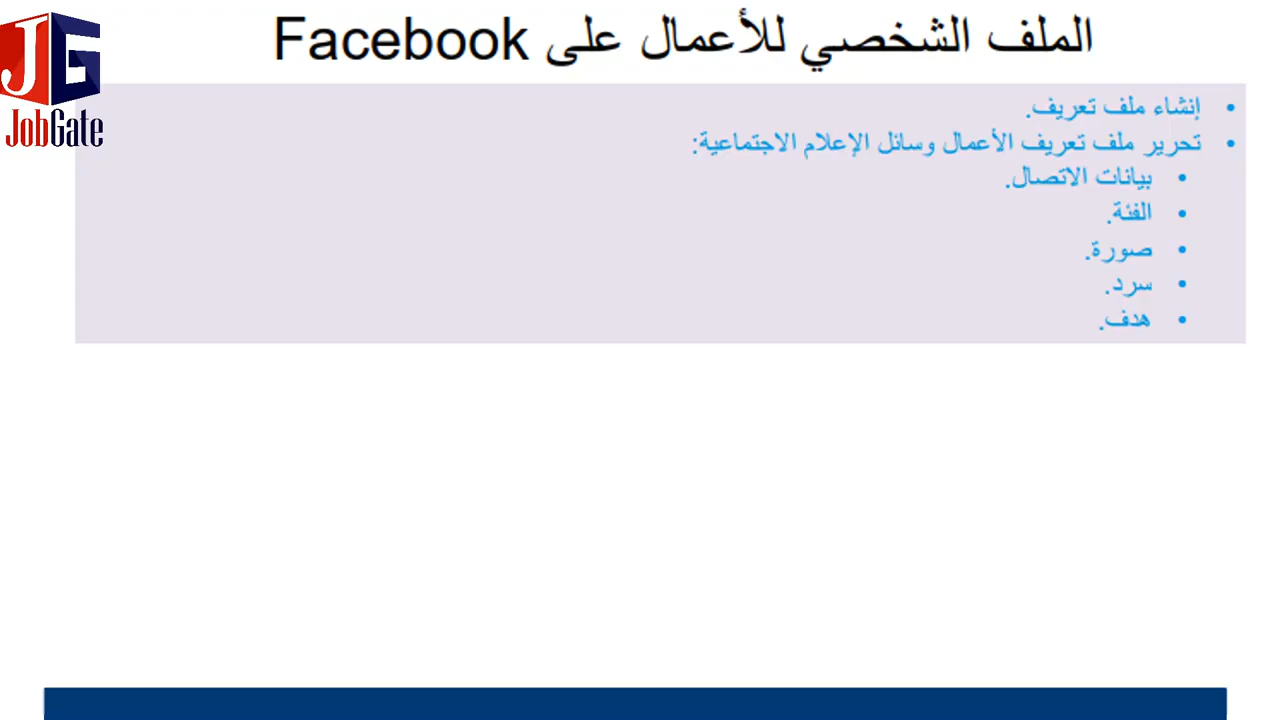 الملف الشخصي للأعمال على Facebook
JG
JobGate
• إنشاء ملف تعريف.
• تحرير ملف تعريف الأعمال وسائل الإعلام الاجتماعية:
• بيانات الاتصال.
• الفئة.
• صورة.
• سرد.
• هدف.